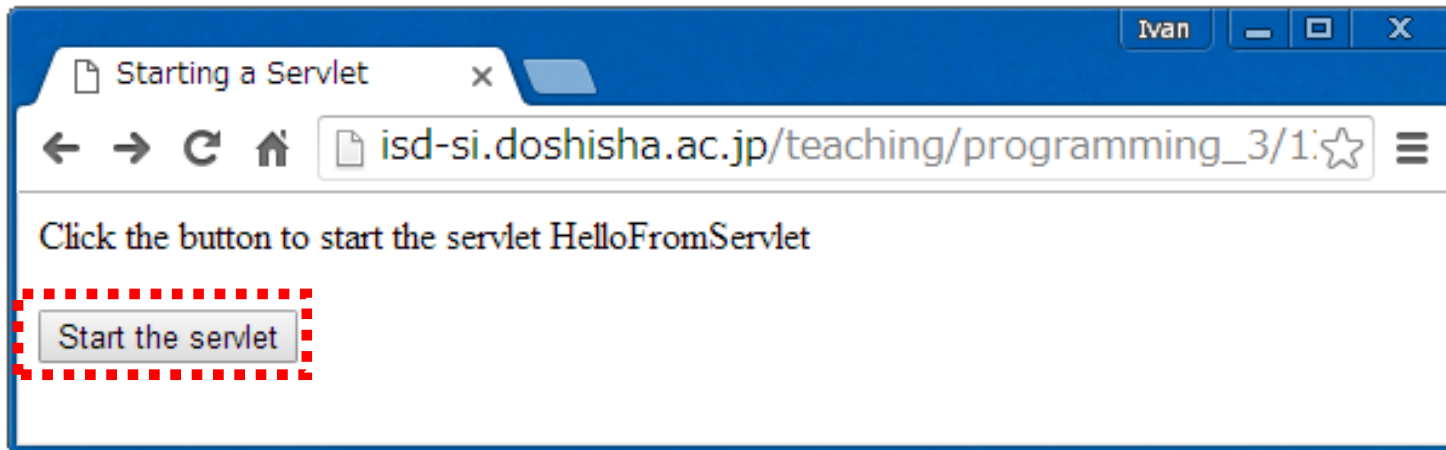 Ivan
Starting a Servlet
isd-si.doshisha.ac.jp/teaching/programming_3/1
Click the button to start the servlet HelloFromServlet
Start the servlet